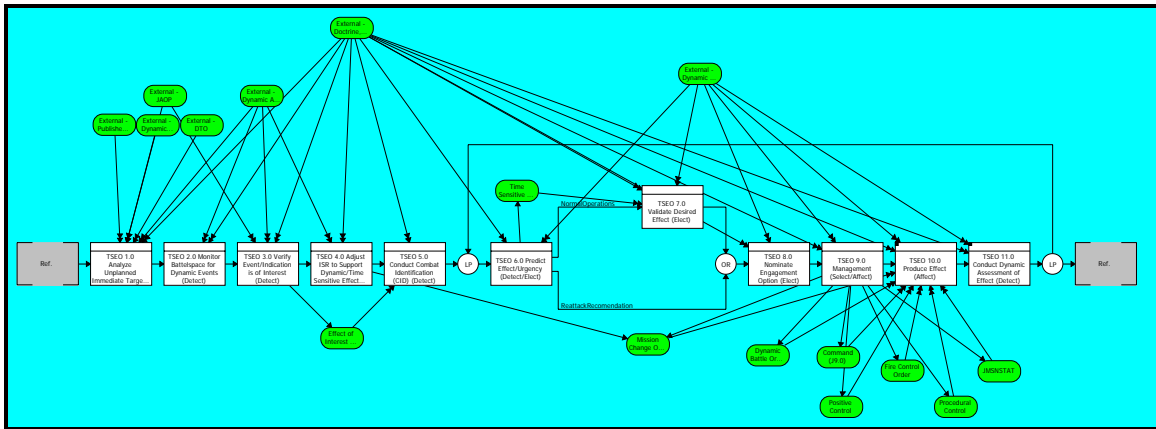 External -
Doctrine,...
External -
Dynamic ...
External -
JAOP
External -
Dynamic A...
External -
Publishe...
External -
Dynamic...
External -
DTO
Time
Sensitive ...
NormalOperations
TSEO 7.0
Validate Desired
Effect (Elect)
Ref.
TSEO 1.0
Analyze
Unplanned
Immediate Targe...
TSEO 2.0 Monitor
Battelspace for
Dynamic Events
(Detect)
TSEO 3.0 Verify
Event/Indication
is of Interest
(Detect)
TSEO 4.0 Adjust
ISR to Support
Dynamic/Time
Sensitive Effect...
TSEO 5.0
Conduct Combat
Identification
(CID) (Detect)
LP
TSEO 6.0 Predict
Effect/Urgency
(Detect/Elect)
OR
TSEO 8.0
Nominate
Engagement
Option (Elect)
TSEO 9.0
Management
(Select/Affect)
TSEO 10.0
Produce Effect
(Affect)
TSEO 11.0
Conduct Dynamic
Assessment of
Effect (Detect)
LP
Ref.
ReattackRecomendation
Effect of
Interest ...
Mission
Change O...
Dynamic
Battle Or...
Command
(J9.0)
Fire Control
Order
JMSNSTAT
Positive
Control
Procedural
Control